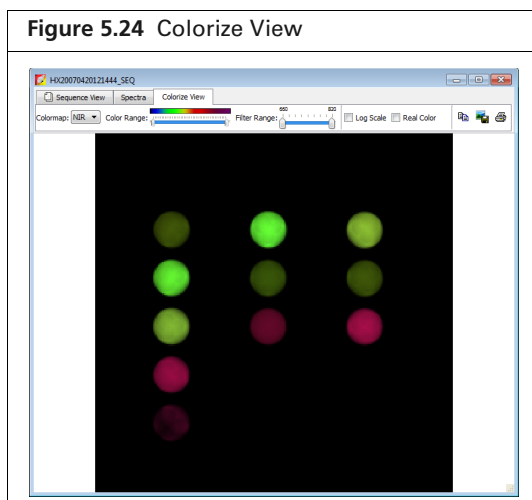 Figure 5.24 Colorize View
HX20070420121444_SEQ
Sequence View Spectra Colorize View
Colormap: NIR Color Range: Filter Range: 660 820 Log Scale Real Color